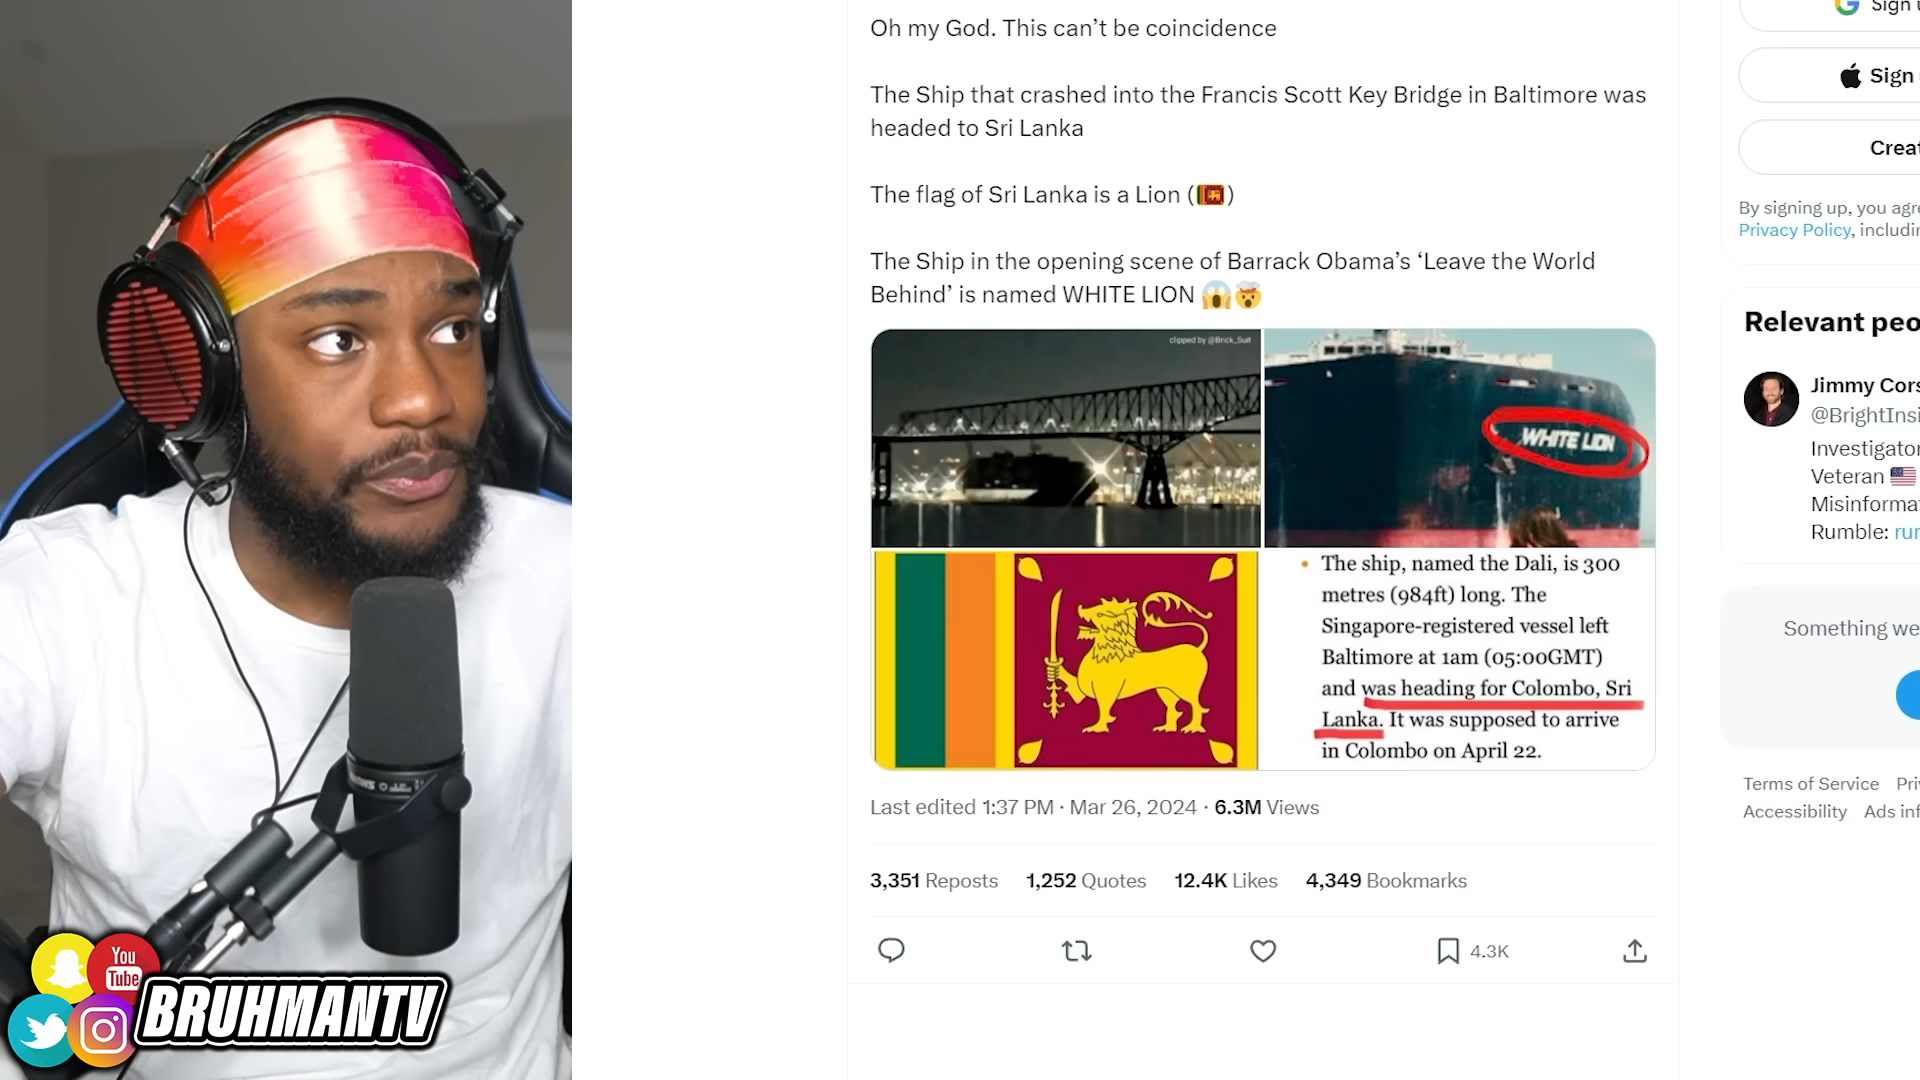 Oh my God. This can’t be coincidence
The Ship that crashed into the Francis Scott Key Bridge in Baltimore was
headed to Sri Lanka
The flag of Sri Lanka is a Lion (🇱🇰)
The Ship in the opening scene of Barrack Obama’s ‘Leave the World
Behind’ is named WHITE LION 😱🤯
clipped by @Brick_Suit
WHITE LION
• The ship, named the Dali, is 300
metres (984ft) long. The
Singapore-registered vessel left
Baltimore at 1am (05:00GMT)
and was heading for Colombo, Sri
Lanka. It was supposed to arrive
in Colombo on April 22.
Last edited 1:37 PM · Mar 26, 2024 · 6.3M Views
3,351 Reposts 1,252 Quotes 12.4K Likes 4,349 Bookmarks
4.3K
Sign u
Sign
Creat
By signing up, you agre
Privacy Policy, includin
Relevant peo
Jimmy Cors
@BrightInsi
Investigator
Veteran 🇺🇸
Misinforma
Rumble: rur
Something we
Terms of Service Pri
Accessibility Ads inf
You
Tube
BRUHMANTV